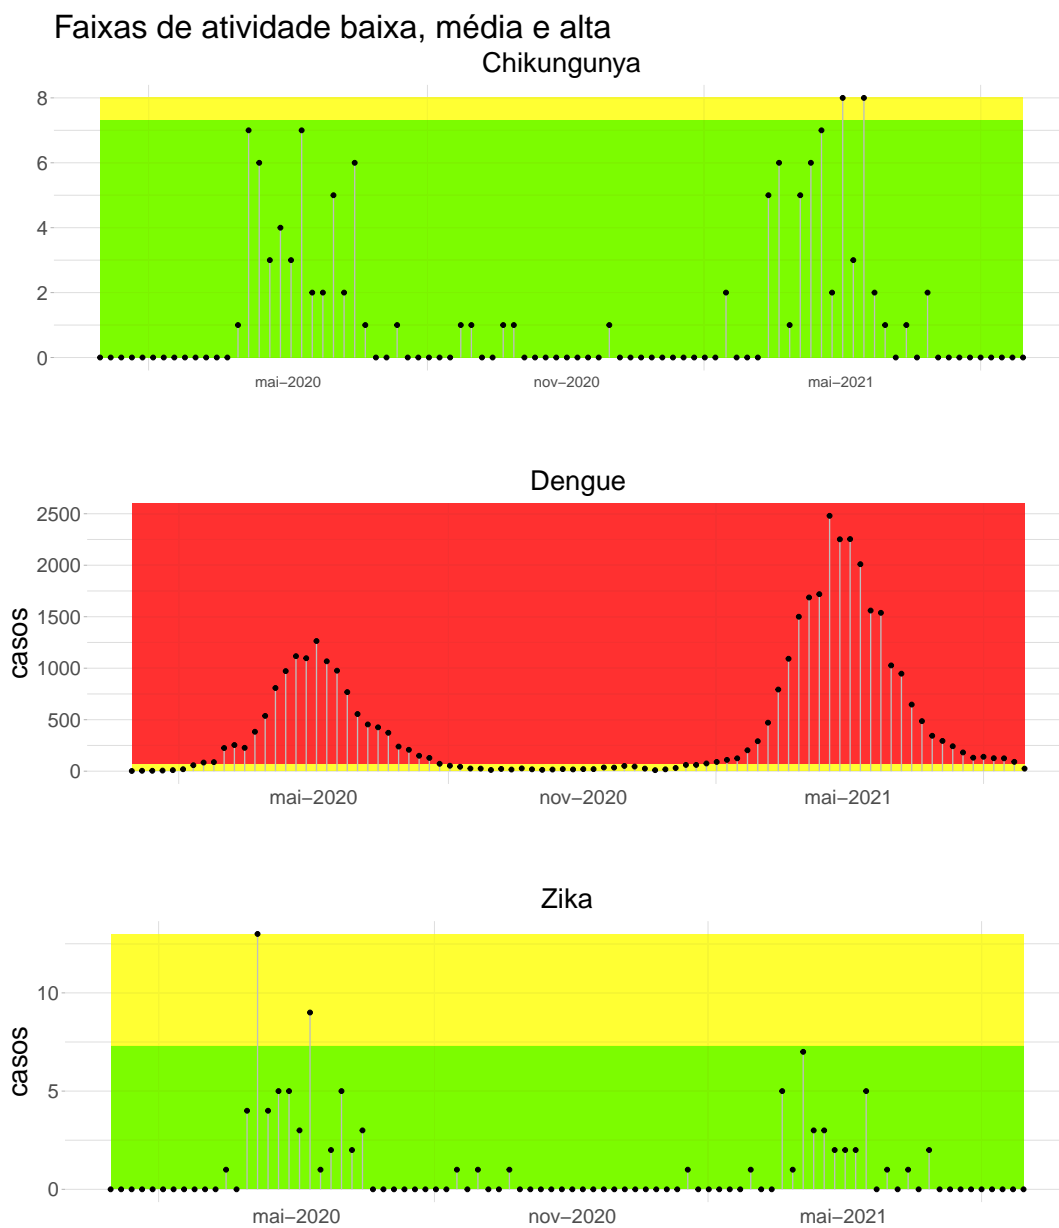 Faixas de atividade baixa, média e alta
Chikungunya
8
6
4
2
0
mai−2020 nov−2020 mai−2021
Dengue
2500
2000
1500
1000
500
0
casos
mai−2020 nov−2020 mai−2021
Zika
10
5
0
casos
mai−2020 nov−2020 mai−2021